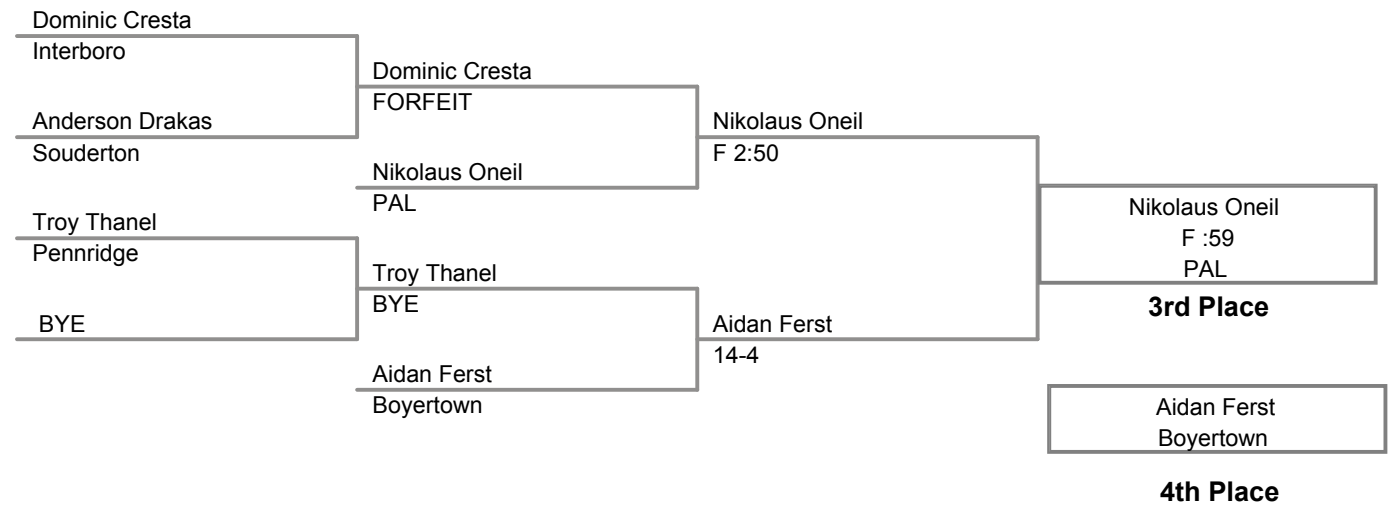 Dominic Cresta
Interboro
Anderson Drakas
Souderton
Troy Thanel
Pennridge
BYE
Dominic Cresta
FORFEIT
Nikolaus Oneil
PAL
Troy Thanel
BYE
Aidan Ferst
Boyertown
Nikolaus Oneil
F 2:50
Aidan Ferst
14-4
Nikolaus Oneil
F :59
PAL
3rd Place
Aidan Ferst
Boyertown
4th Place